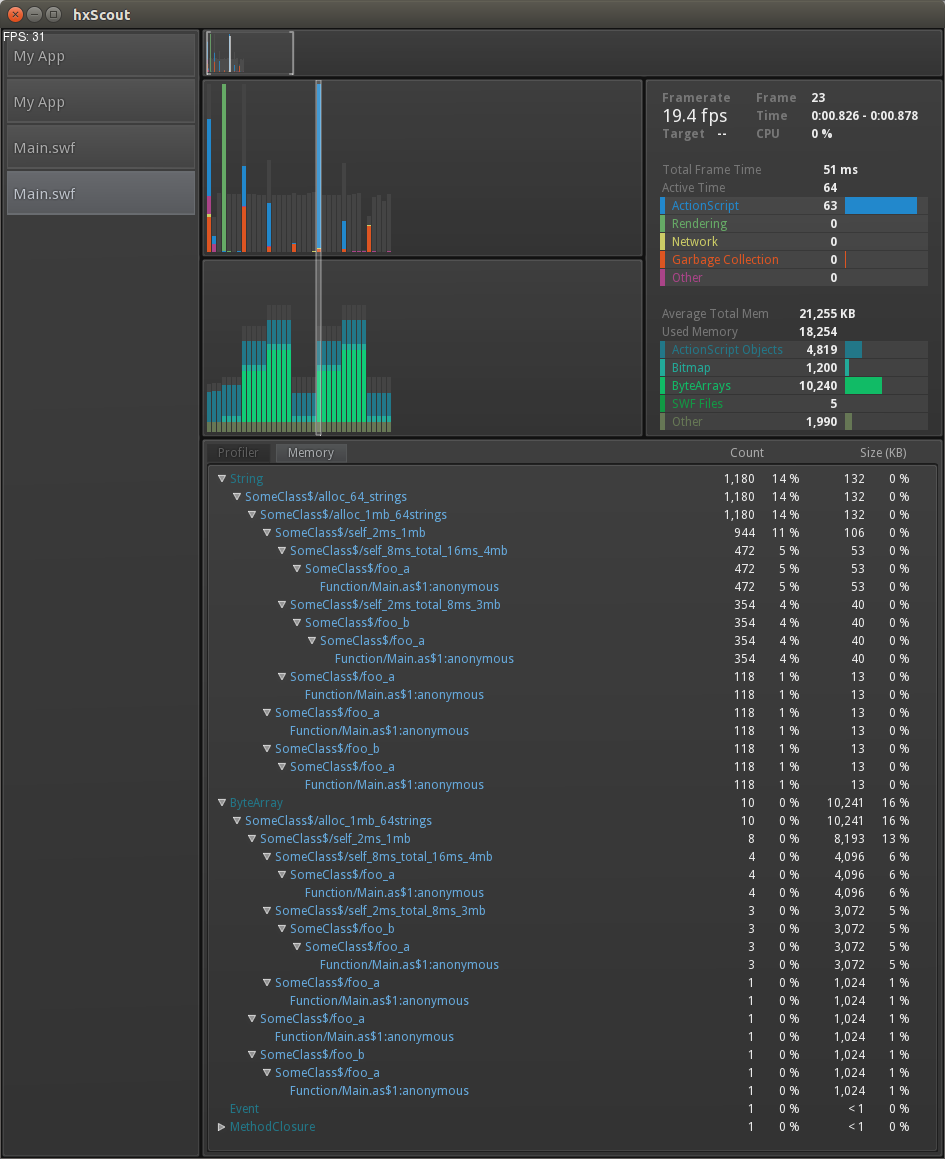 hxScout
FPS: 31
My App
My App
Main.swf
Main.swf
Framerate Frame 23
19.4 fps Time 0:00.826 - 0:00.878
Target -- CPU 0 %
Total Frame Time 51 ms
Active Time 64
ActionScript 63
Rendering 0
Network 0
Garbage Collection 0
Other 0
Average Total Mem 21,255 KB
Used Memory 18,254
ActionScript Objects 4,819
Bitmap 1,200
ByteArrays 10,240
SWF Files 5
Other 1,990
Profiler Memory Count Size (KB)
String 1,180 14 % 132 0 %
SomeClass$/alloc_64_strings 1,180 14 % 132 0 %
SomeClass$/alloc_1mb_64strings 1,180 14 % 132 0 %
SomeClass$/self_2ms_1mb 944 11 % 106 0 %
SomeClass$/self_8ms_total_16ms_4mb 472 5 % 53 0 %
SomeClass$/foo_a 472 5 % 53 0 %
Function/Main.as$1:anonymous 472 5 % 53 0 %
SomeClass$/self_2ms_total_8ms_3mb 354 4 % 40 0 %
SomeClass$/foo_b 354 4 % 40 0 %
SomeClass$/foo_a 354 4 % 40 0 %
Function/Main.as$1:anonymous 354 4 % 40 0 %
SomeClass$/foo_a 118 1 % 13 0 %
Function/Main.as$1:anonymous 118 1 % 13 0 %
SomeClass$/foo_a 118 1 % 13 0 %
Function/Main.as$1:anonymous 118 1 % 13 0 %
SomeClass$/foo_b 118 1 % 13 0 %
SomeClass$/foo_a 118 1 % 13 0 %
Function/Main.as$1:anonymous 118 1 % 13 0 %
ByteArray 10 0 % 10,241 16 %
SomeClass$/alloc_1mb_64strings 10 0 % 10,241 16 %
SomeClass$/self_2ms_1mb 8 0 % 8,193 13 %
SomeClass$/self_8ms_total_16ms_4mb 4 0 % 4,096 6 %
SomeClass$/foo_a 4 0 % 4,096 6 %
Function/Main.as$1:anonymous 4 0 % 4,096 6 %
SomeClass$/self_2ms_total_8ms_3mb 3 0 % 3,072 5 %
SomeClass$/foo_b 3 0 % 3,072 5 %
SomeClass$/foo_a 3 0 % 3,072 5 %
Function/Main.as$1:anonymous 3 0 % 3,072 5 %
SomeClass$/foo_a 1 0 % 1,024 1 %
Function/Main.as$1:anonymous 1 0 % 1,024 1 %
SomeClass$/foo_a 1 0 % 1,024 1 %
Function/Main.as$1:anonymous 1 0 % 1,024 1 %
SomeClass$/foo_b 1 0 % 1,024 1 %
SomeClass$/foo_a 1 0 % 1,024 1 %
Function/Main.as$1:anonymous 1 0 % 1,024 1 %
Event 1 0 % < 1 0 %
MethodClosure 1 0 % < 1 0 %